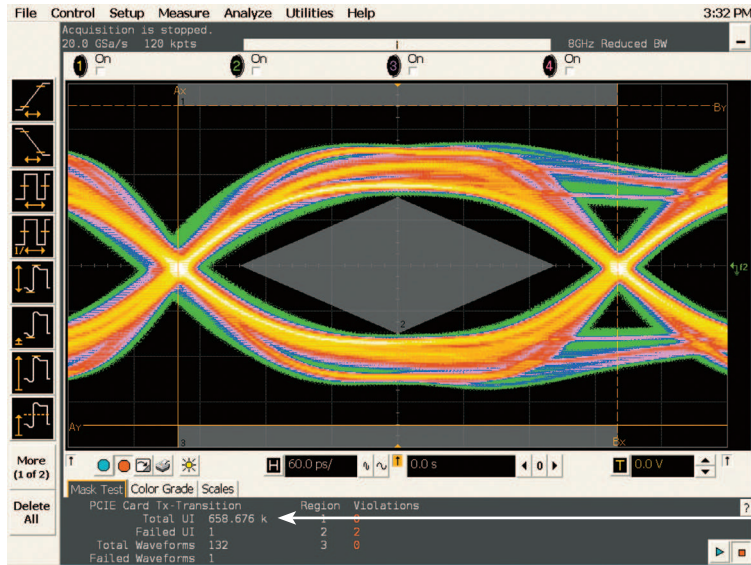 File Control Setup Measure Analyze Utilities Help 3:32 PM
Acquisition is stopped.
20.0 GSa/s 120 kpts 8GHz Reduced BW
1 On 2 On 3 On 4 On
Ax
1
By
2
Ay
3
Bx
More
(1 of 2)
Delete
All
H 60.0 ps/ 0.0 s 0 T 0.0 V
Mask Test Color Grade Scales
PCIE Card Tx-Transition Region Violations
Total UI 658.676 k 1 0
Failed UI 1 2 2
Total Waveforms 132 3 0
Failed Waveforms 1
?